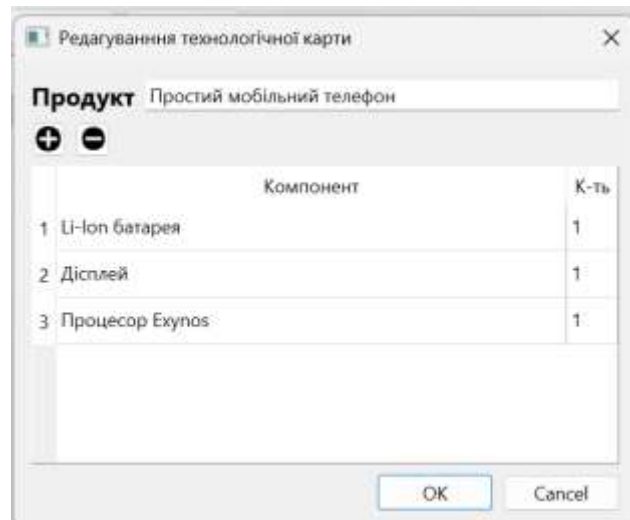 Редагуванння технологічної карти
Продукт Простий мобільний телефон
Компонент К-ть
1 Li-Ion батарея 1
2 Дісплей 1
3 Процесор Exynos 1
OK Cancel